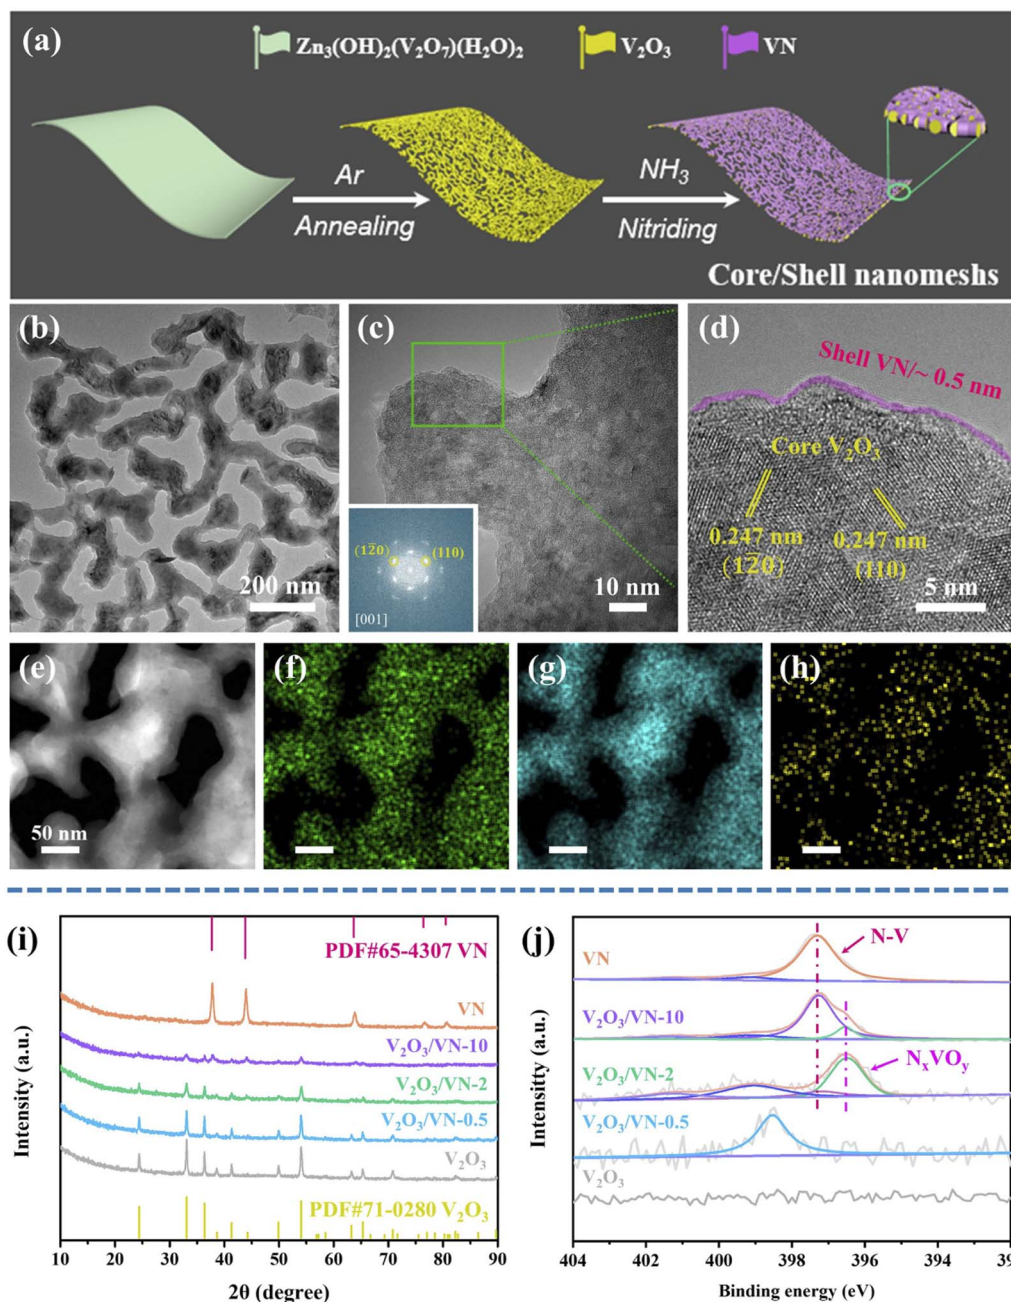 (a)
Zn₃(OH)₂(V₂O₇)(H₂O)₂
V₂O₃
VN
Ar
Annealing
NH₃
Nitriding
Core/Shell nanomeshs
(b)
200 nm
(c)
(11̅0)
(110)
[001]
10 nm
(d)
Shell VN/~ 0.5 nm
Core V₂O₃
0.247 nm
(12̅0)
0.247 nm
(110)
5 nm
(e)
50 nm
(f)
(g)
(h)
(i)
PDF#65-4307 VN
VN
V₂O₃/VN-10
V₂O₃/VN-2
V₂O₃/VN-0.5
V₂O₃
PDF#71-0280 V₂O₃
Intensity (a.u.)
10 20 30 40 50 60 70 80 90
2θ (degree)
(j)
VN
N-V
V₂O₃/VN-10
V₂O₃/VN-2
NₓVOᵧ
V₂O₃/VN-0.5
V₂O₃
Intensitty (a.u.)
404 402 400 398 396 394 39
Binding energy (eV)